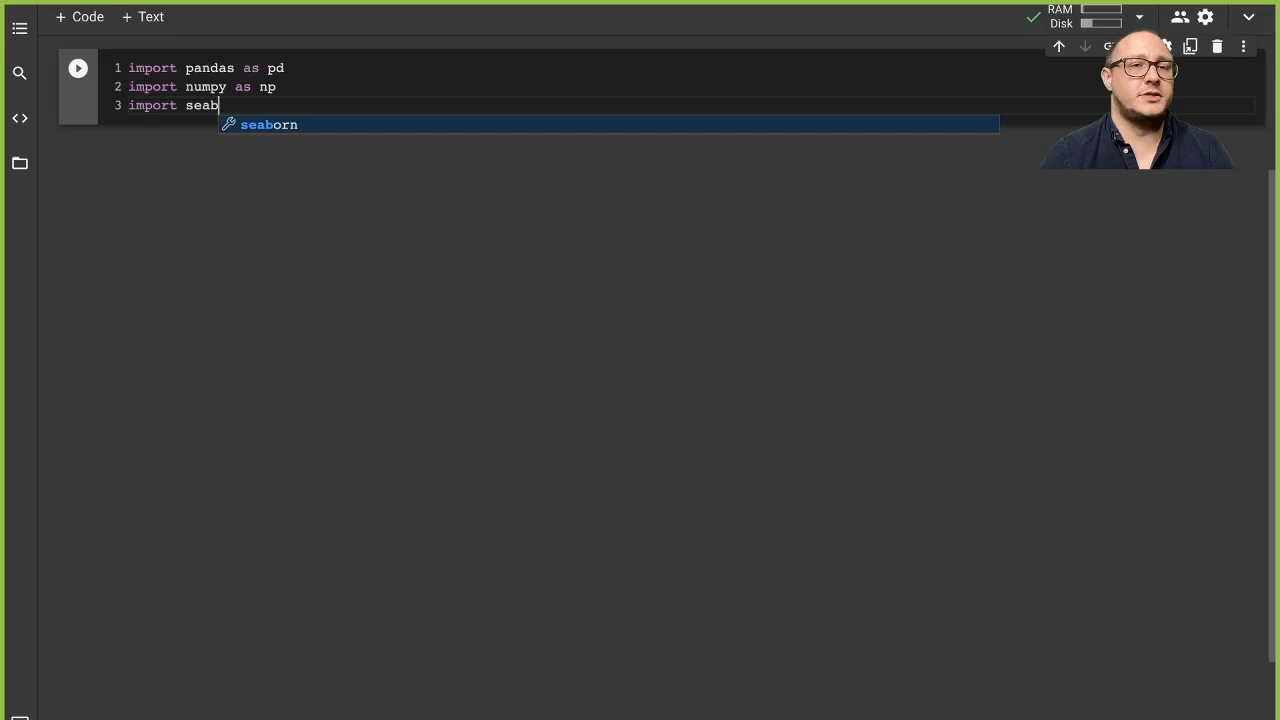 + Code + Text
RAM
Disk
1 import pandas as pd
2 import numpy as np
3 import seab
seaborn